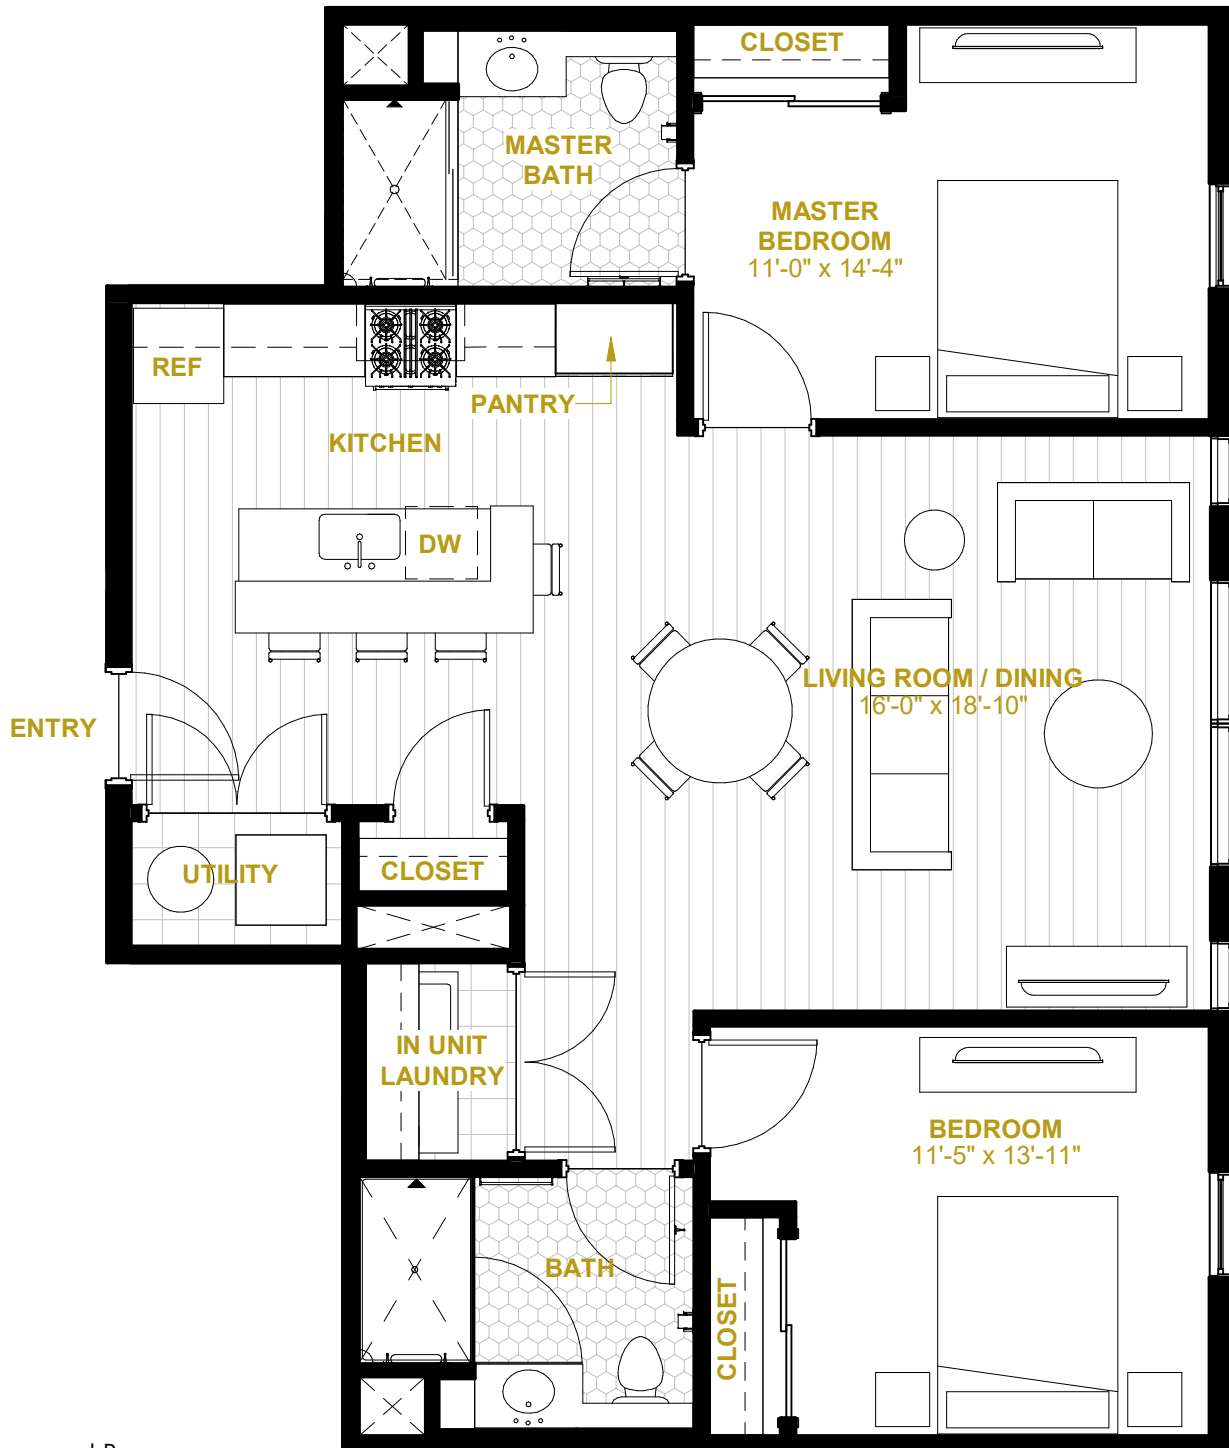 CLOSET
MASTER
BATH
MASTER
BEDROOM
11'-0" x 14'-4"
REF
PANTRY
KITCHEN
DW
LIVING ROOM / DINING
16'-0" x 18'-10"
ENTRY
UTILITY
CLOSET
IN UNIT
LAUNDRY
BEDROOM
11'-5" x 13'-11"
BATH
CLOSET